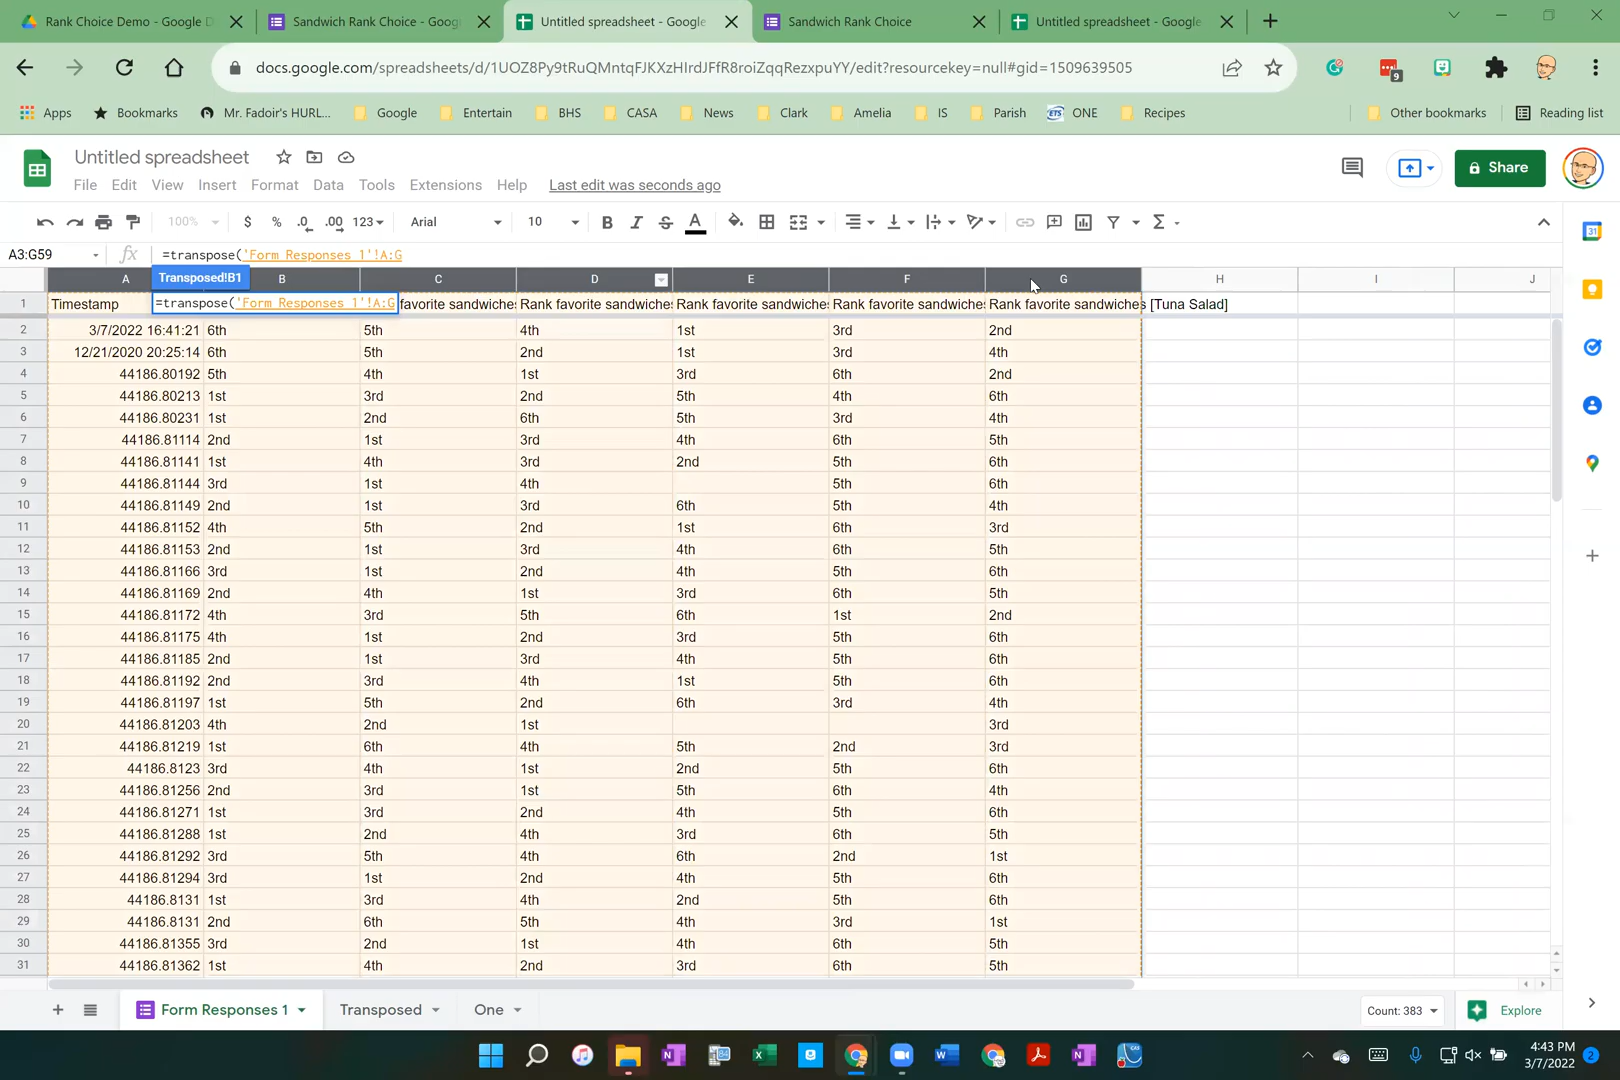 Rank Choice Demo - Google D
Sandwich Rank Choice - Goog
Untitled spreadsheet - Google
Sandwich Rank Choice
Untitled spreadsheet - Google
docs.google.com/spreadsheets/d/1UOZ8Py9tRuQMntqFJKXzHIrdJFfR8roiZqqRezxpuYY/edit?resourcekey=null#gid=1509639505
9
Apps Bookmarks Mr. Fadoir's HURL... Google Entertain BHS CASA News Clark Amelia IS Parish ETS ONE Recipes Other bookmarks Reading list
Untitled spreadsheet
File Edit View Insert Format Data Tools Extensions Help Last edit was seconds ago
Share
100% $ % .0 .00 123 Arial 10 B I S A Σ
31
A3:G59 fx =transpose('Form Responses 1'!A:G
Transposed!B1
A B C D E F G H I J
1 Timestamp =transpose('Form Responses 1'!A:G favorite sandwiches Rank favorite sandwiches Rank favorite sandwiches Rank favorite sandwiches Rank favorite sandwiches [Tuna Salad]
2 3/7/2022 16:41:21 6th 5th 4th 1st 3rd 2nd
3 12/21/2020 20:25:14 6th 5th 2nd 1st 3rd 4th
4 44186.80192 5th 4th 1st 3rd 6th 2nd
5 44186.80213 1st 3rd 2nd 5th 4th 6th
6 44186.80231 1st 2nd 6th 5th 3rd 4th
7 44186.81114 2nd 1st 3rd 4th 6th 5th
8 44186.81141 1st 4th 3rd 2nd 5th 6th
9 44186.81144 3rd 1st 4th 5th 6th
10 44186.81149 2nd 1st 3rd 6th 5th 4th
11 44186.81152 4th 5th 2nd 1st 6th 3rd
12 44186.81153 2nd 1st 3rd 4th 6th 5th
13 44186.81166 3rd 1st 2nd 4th 5th 6th
14 44186.81169 2nd 4th 1st 3rd 6th 5th
15 44186.81172 4th 3rd 5th 6th 1st 2nd
16 44186.81175 4th 1st 2nd 3rd 5th 6th
17 44186.81185 2nd 1st 3rd 4th 5th 6th
18 44186.81192 2nd 3rd 4th 1st 5th 6th
19 44186.81197 1st 5th 2nd 6th 3rd 4th
20 44186.81203 4th 2nd 1st 3rd
21 44186.81219 1st 6th 4th 5th 2nd 3rd
22 44186.8123 3rd 4th 1st 2nd 5th 6th
23 44186.81256 2nd 3rd 1st 5th 6th 4th
24 44186.81271 1st 3rd 2nd 4th 5th 6th
25 44186.81288 1st 2nd 4th 3rd 6th 5th
26 44186.81292 3rd 5th 4th 6th 2nd 1st
27 44186.81294 3rd 1st 2nd 4th 5th 6th
28 44186.8131 1st 3rd 4th 2nd 5th 6th
29 44186.8131 2nd 6th 5th 4th 3rd 1st
30 44186.81355 3rd 2nd 1st 4th 6th 5th
31 44186.81362 1st 4th 2nd 3rd 6th 5th
Form Responses 1 Transposed One Count: 383 Explore
4:43 PM
3/7/2022
2